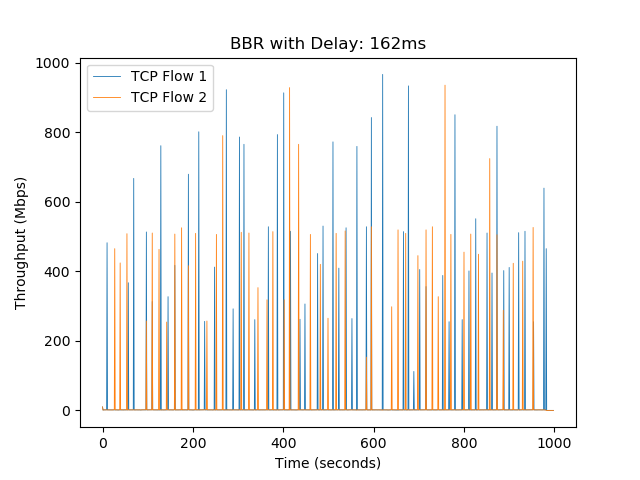 BBR with Delay: 162ms
TCP Flow 1
TCP Flow 2
Throughput (Mbps)
1000
800
600
400
200
0
0 200 400 600 800 1000
Time (seconds)